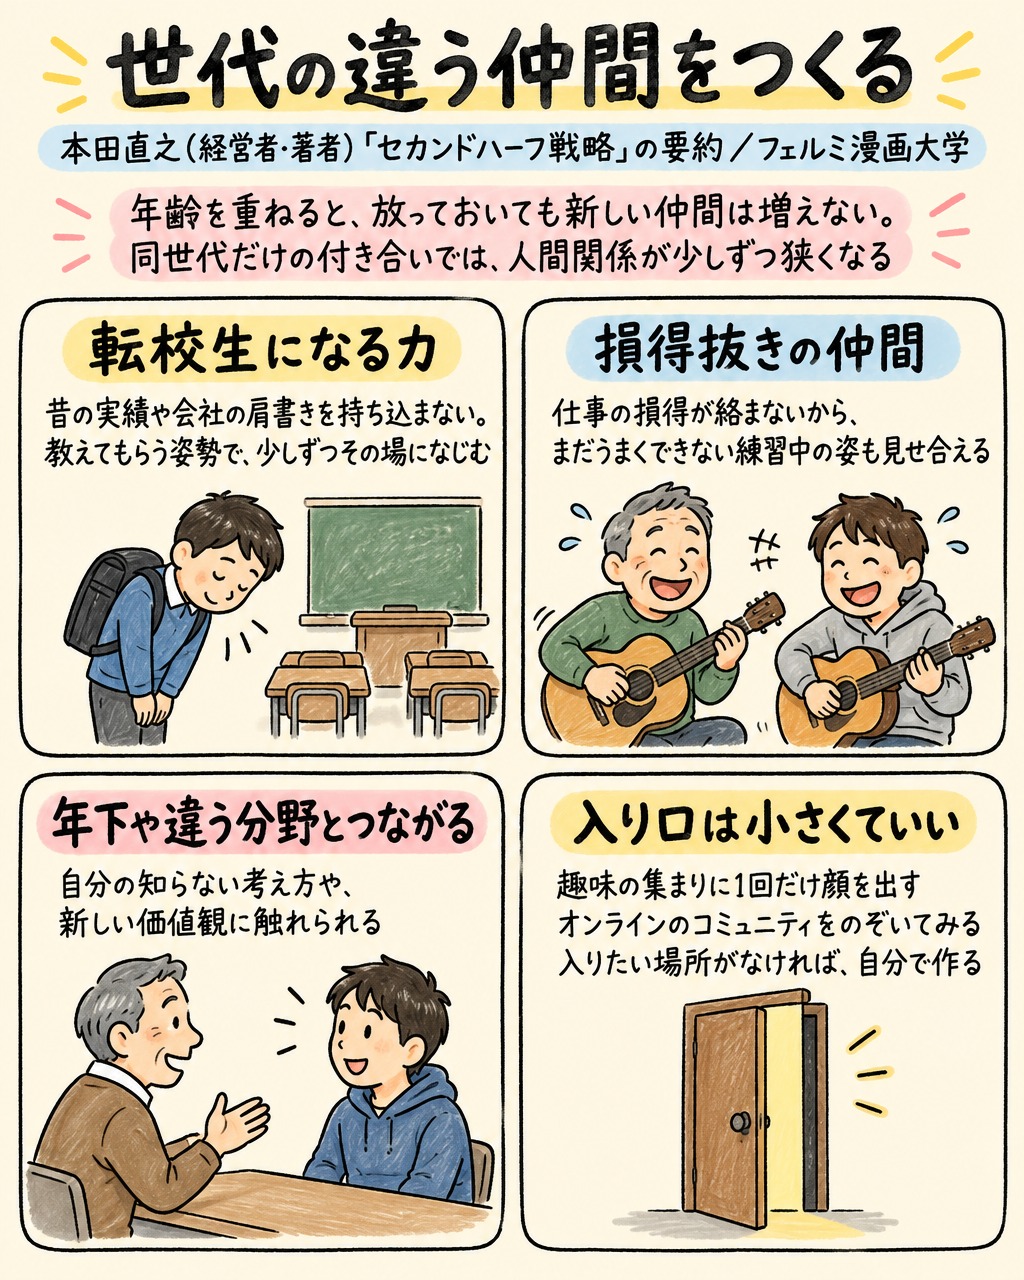 世代の違う仲間をつくる
本田直之(経営者・著者)「セカンドハーフ戦略」の要約／フェルミ漫画大学
年齢を重ねると、放っておいても新しい仲間は増えない。
同世代だけの付き合いでは、人間関係が少しずつ狭くなる
転校生になる力
昔の実績や会社の肩書きを持ち込まない。
教えてもらう姿勢で、少しずつその場になじむ
損得抜きの仲間
仕事の損得が絡まないから、
まだうまくできない練習中の姿も見せ合える
年下や違う分野とつながる
自分の知らない考え方や、
新しい価値観に触れられる
入り口は小さくていい
趣味の集まりに1回だけ顔を出す
オンラインのコミュニティをのぞいてみる
入りたい場所がなければ、自分で作る